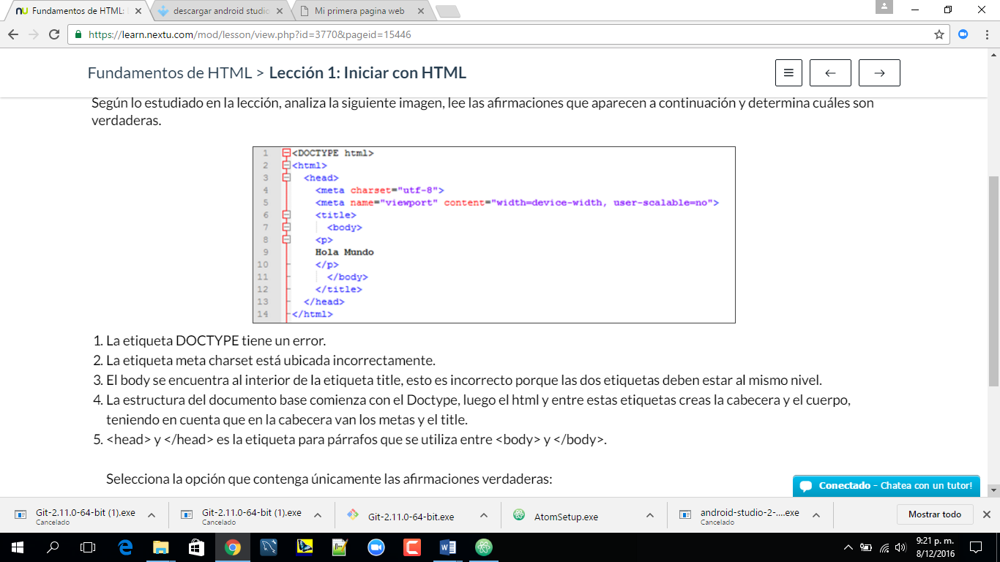 Fundamentos de HTML:
descargar android studio
Mi primera pagina web
https://learn.nextu.com/mod/lesson/view.php?id=3770&pageid=15446
Fundamentos de HTML > Lección 1: Iniciar con HTML
Según lo estudiado en la lección, analiza la siguiente imagen, lee las afirmaciones que aparecen a continuación y determina cuáles son
verdaderas.
1 <DOCTYPE html>
2 <html>
3 <head>
4 <meta charset="utf-8">
5 <meta name="viewport" content="width=device-width, user-scalable=no">
6 <title>
7 <body>
8 <p>
9 Hola Mundo
10 </p>
11 </body>
12 </title>
13 </head>
14 </html>
1. La etiqueta DOCTYPE tiene un error.
2. La etiqueta meta charset está ubicada incorrectamente.
3. El body se encuentra al interior de la etiqueta title, esto es incorrecto porque las dos etiquetas deben estar al mismo nivel.
4. La estructura del documento base comienza con el Doctype, luego el html y entre estas etiquetas creas la cabecera y el cuerpo,
teniendo en cuenta que en la cabecera van los metas y el title.
5. <head> y </head> es la etiqueta para párrafos que se utiliza entre <body> y </body>.
Selecciona la opción que contenga únicamente las afirmaciones verdaderas:
Conectado - Chatea con un tutor!
Git-2.11.0-64-bit (1).exe
Cancelado
Git-2.11.0-64-bit (1).exe
Cancelado
Git-2.11.0-64-bit.exe
AtomSetup.exe
android-studio-2-....exe
Cancelado
Mostrar todo
9:21 p. m.
8/12/2016